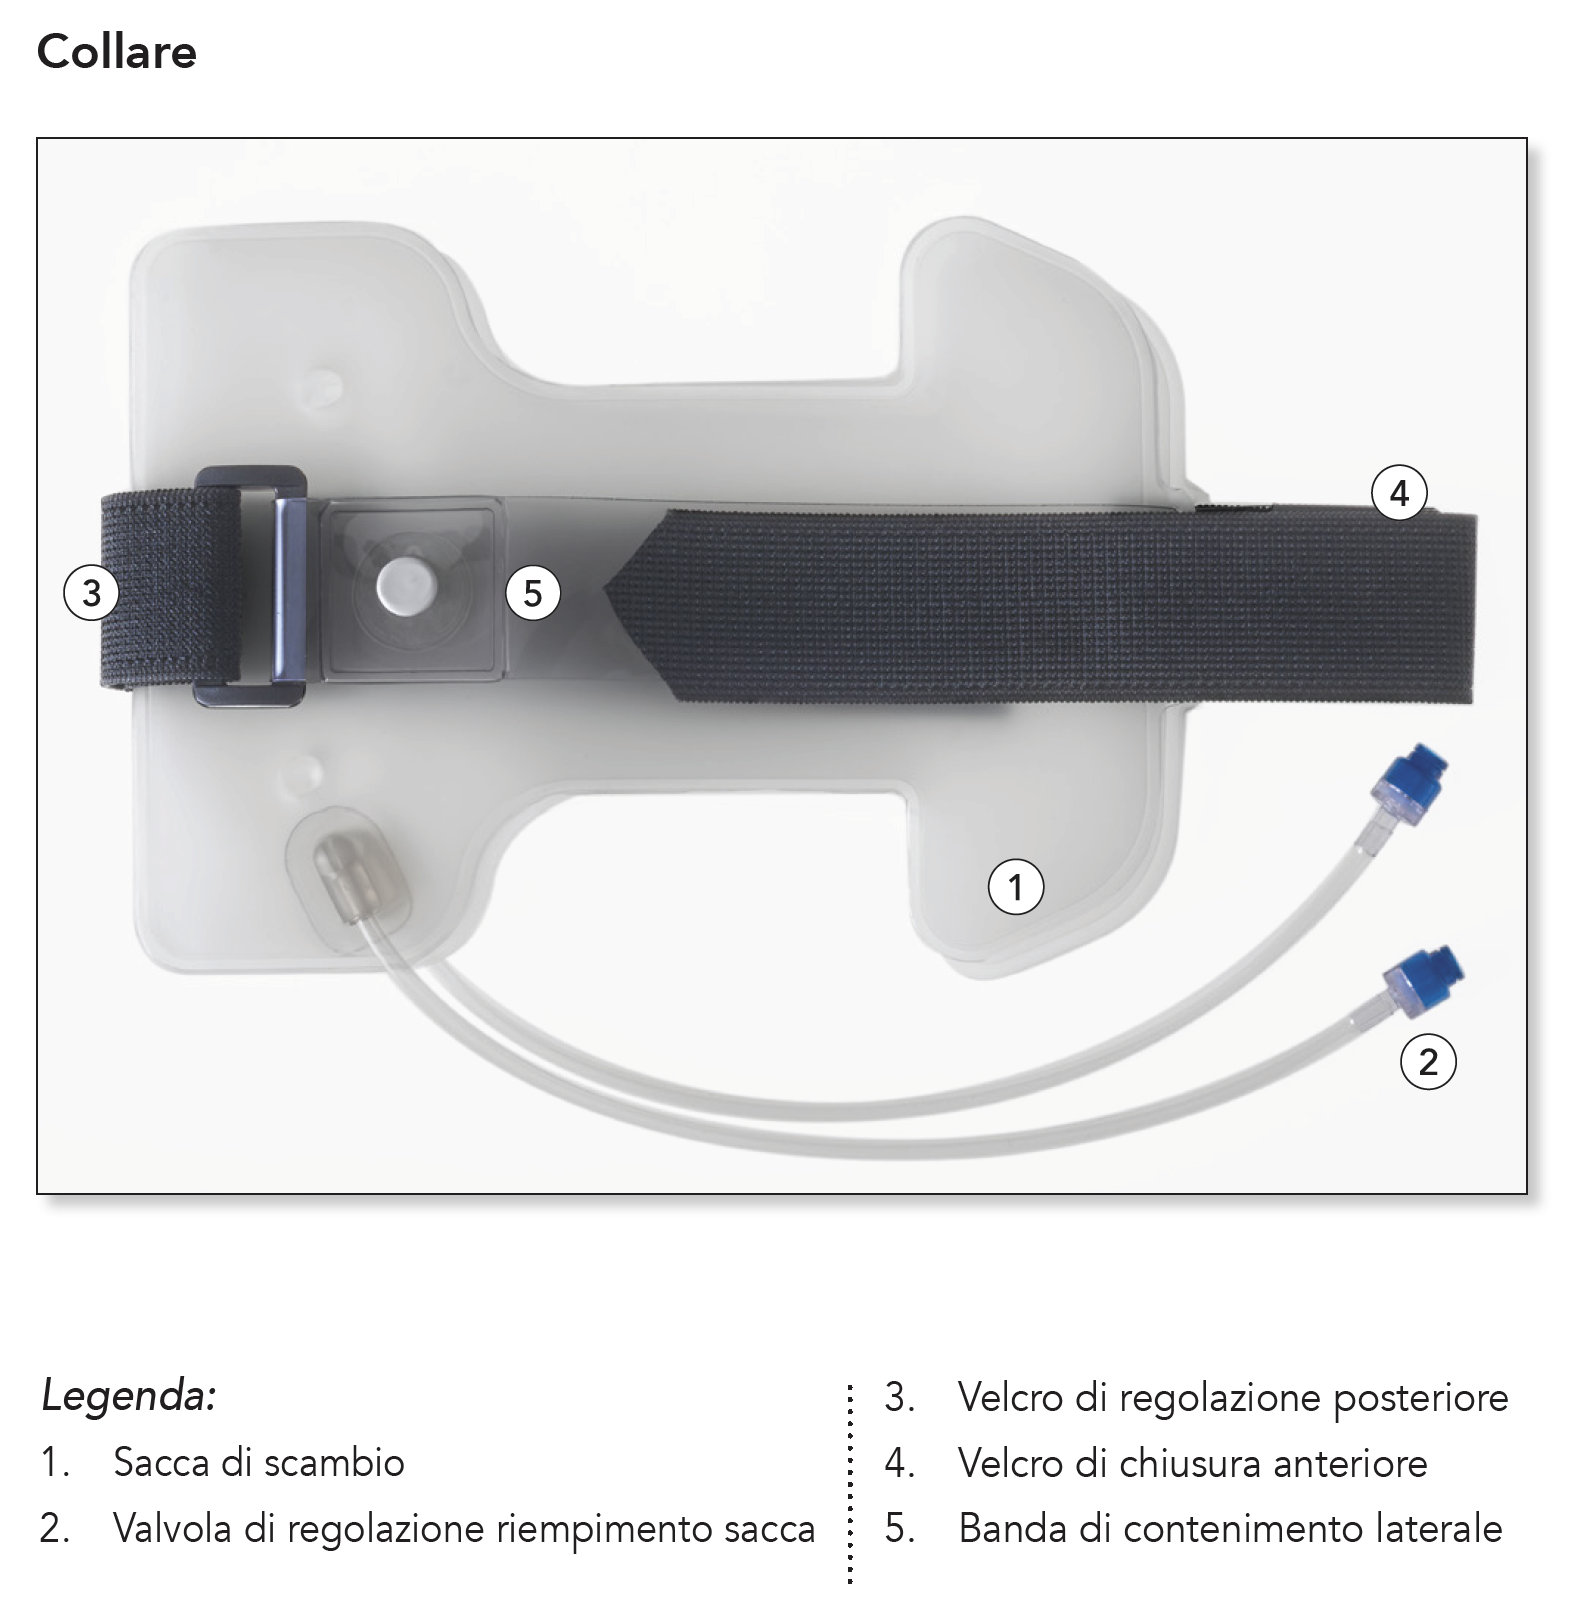 Collare
4
3
5
1
2
Legenda:
1. Sacca di scambio
2. Valvola di regolazione riempimento sacca
3. Velcro di regolazione posteriore
4. Velcro di chiusura anteriore
5. Banda di contenimento laterale